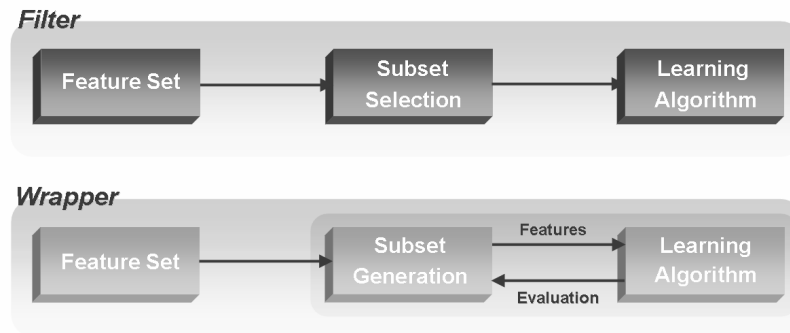 Filter
Feature Set
Subset
Selection
Learning
Algorithm
Wrapper
Feature Set
Subset
Generation
Features
Evaluation
Learning
Algorithm